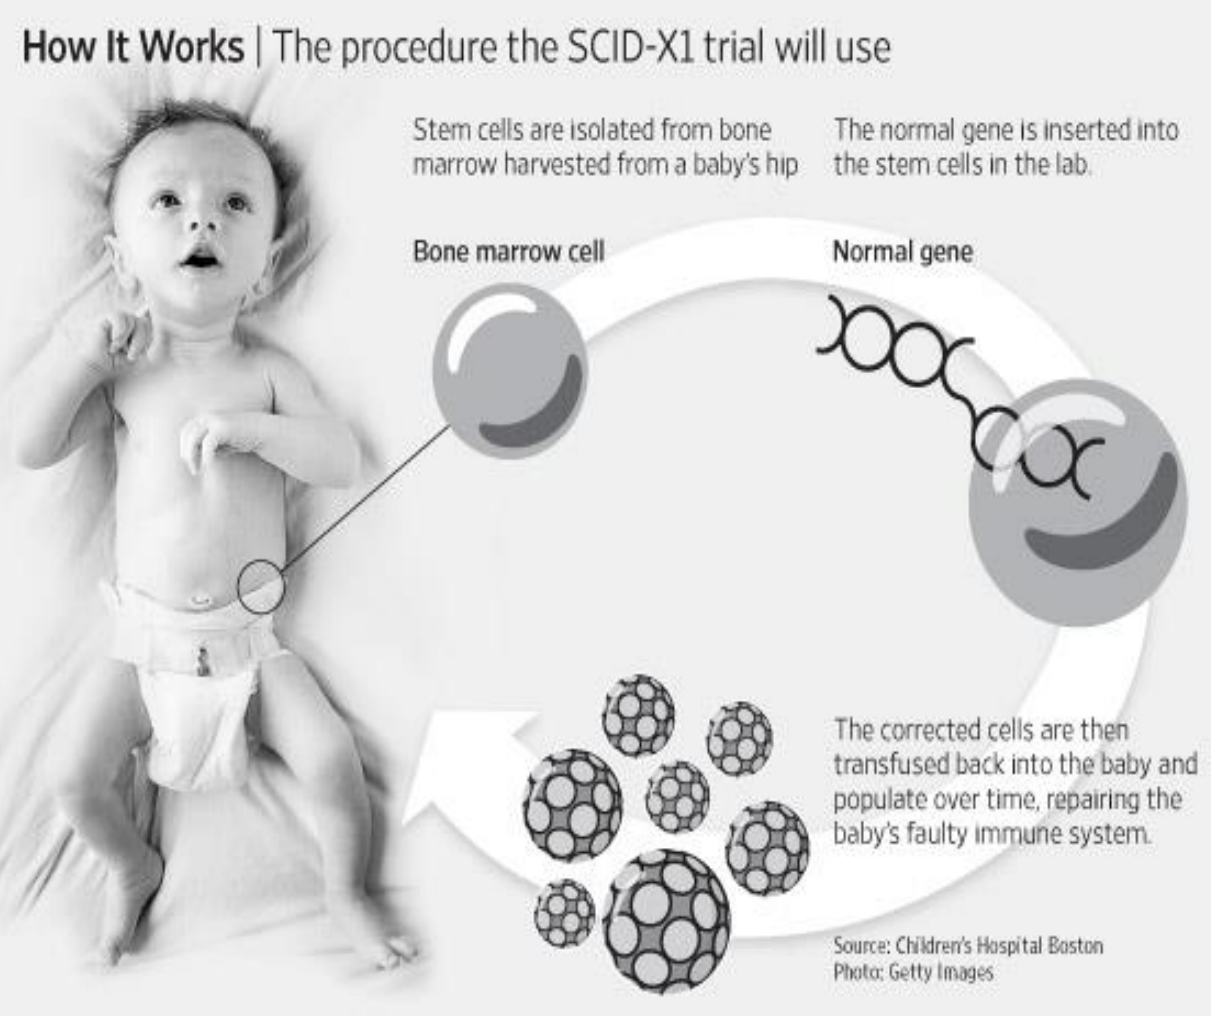 How It Works | The procedure the SCID-X1 trial will use
Stem cells are isolated from bone
marrow harvested from a baby's hip
The normal gene is inserted into
the stem cells in the lab.
Bone marrow cell
Normal gene
The corrected cells are then
transfused back into the baby and
populate over time, repairing the
baby's faulty immune system.
Source: Children's Hospital Boston
Photo: Getty Images